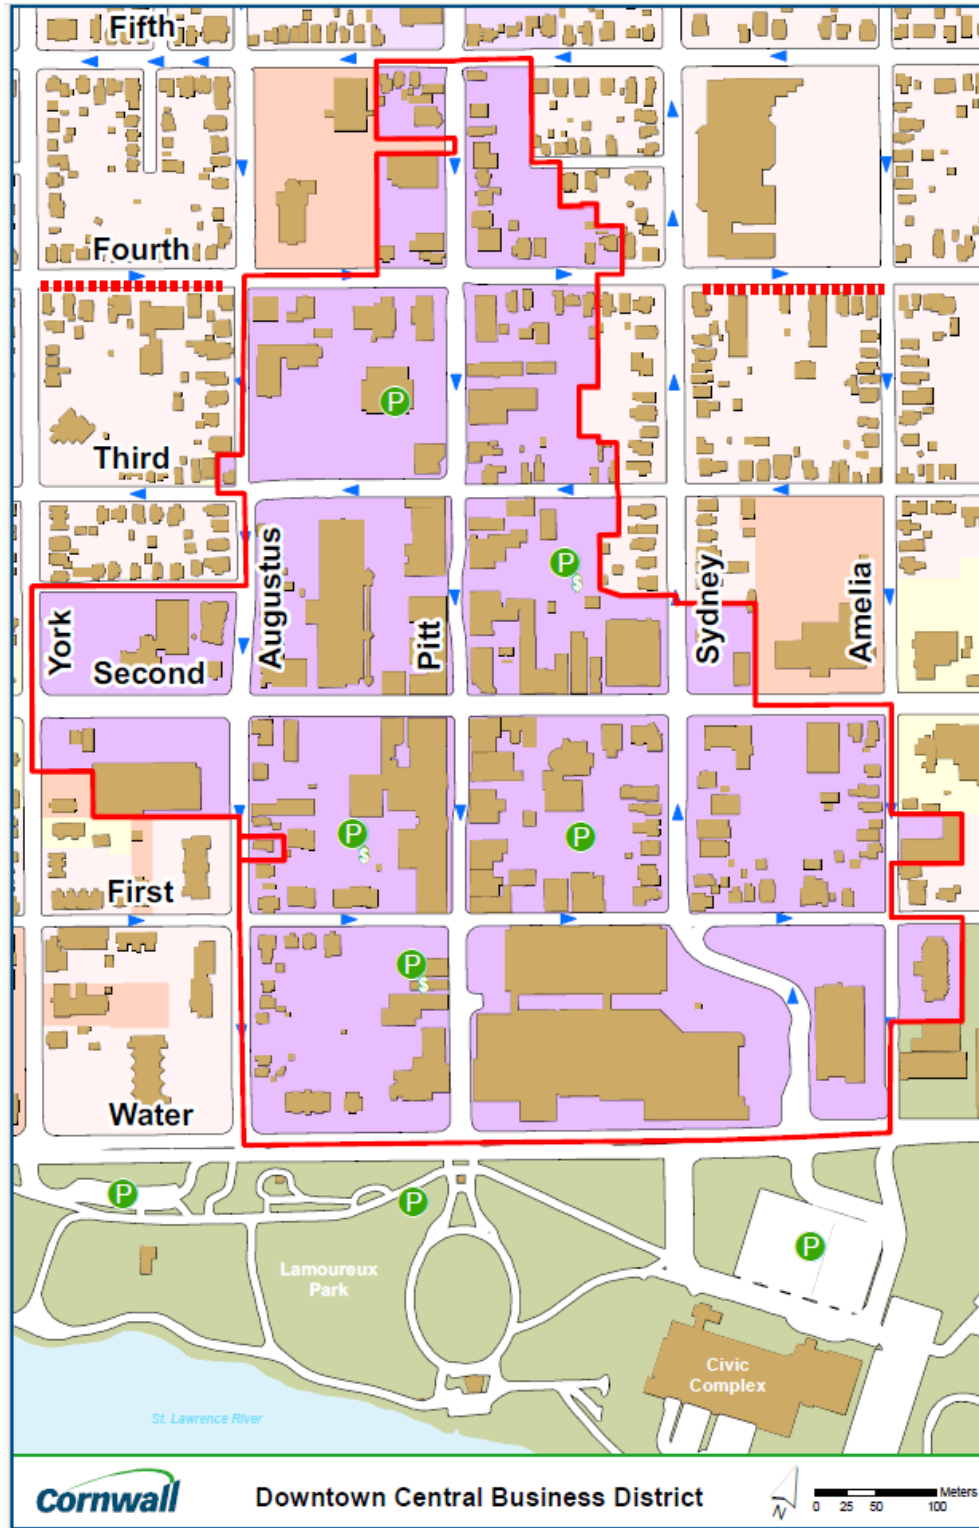 Fifth
Fourth
P
Third
P
$
York
Augustus
Pitt
Sydney
Amelia
Second
P
$
P
First
P
$
Water
P
P
P
Lamoureux
Park
Civic
Complex
St. Lawrence River
Cornwall
Downtown Central Business District
N
Meters
0 25 50 100